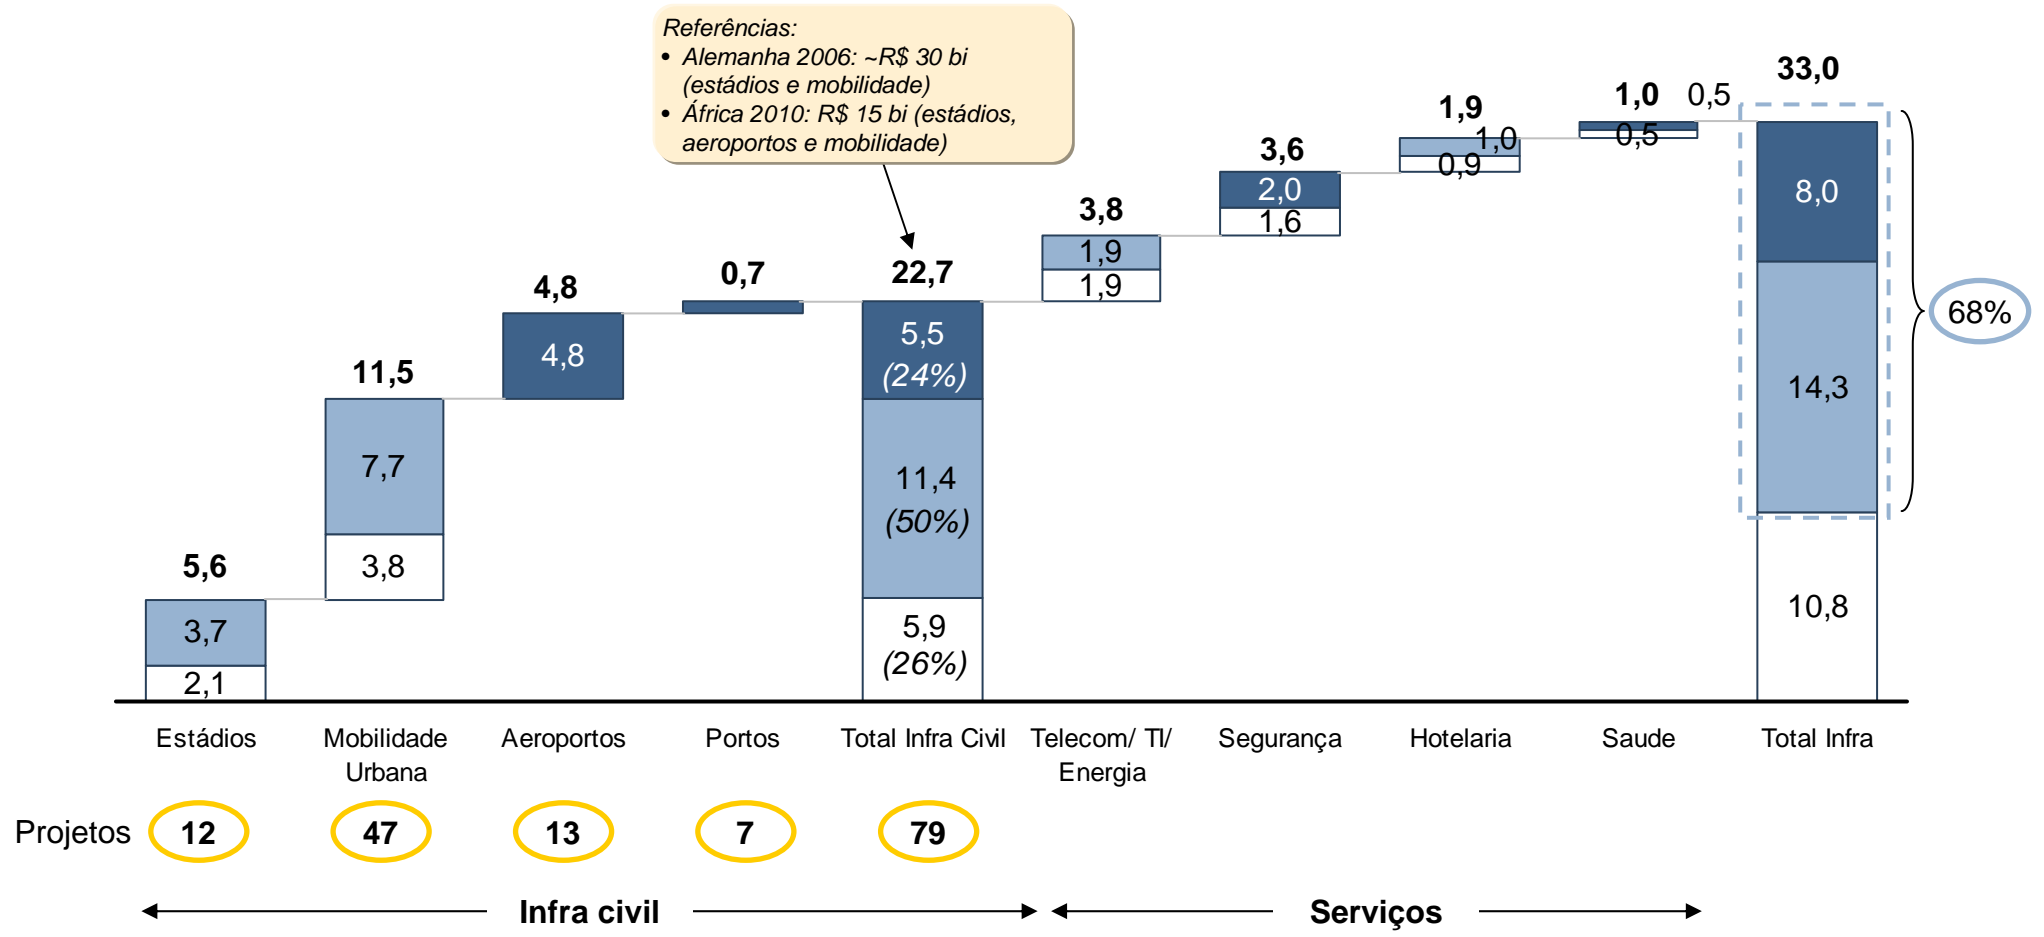 Referências:
• Alemanha 2006: ~R$ 30 bi
(estádios e mobilidade)
• África 2010: R$ 15 bi (estádios,
aeroportos e mobilidade)
5,6
3,7
2,1
11,5
7,7
3,8
4,8
4,8
0,7
22,7
5,5
(24%)
11,4
(50%)
5,9
(26%)
3,8
1,9
1,9
3,6
2,0
1,6
1,9
1,0
0,9
1,0
0,5
0,5
33,0
8,0
14,3
10,8
68%
Estádios
Mobilidade
Urbana
Aeroportos
Portos
Total Infra Civil
Telecom/ TI/
Energia
Segurança
Hotelaria
Saude
Total Infra
Projetos 12 47 13 7 79
Infra civil
Serviços